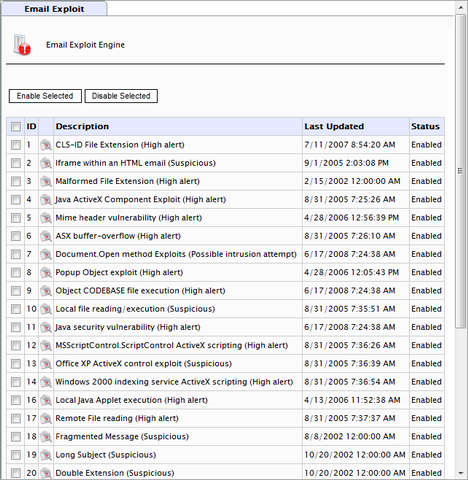 Email Exploit
Email Exploit Engine
Enable Selected Disable Selected
ID Description Last Updated Status
1 CLS-ID File Extension (High alert) 7/11/2007 8:54:20 AM Enabled
2 Iframe within an HTML email (Suspicious) 9/1/2005 2:03:08 PM Enabled
3 Malformed File Extension (High alert) 2/15/2002 12:00:00 AM Enabled
4 Java ActiveX Component Exploit (High alert) 8/31/2005 7:25:26 AM Enabled
5 Mime header vulnerability (High alert) 4/28/2006 12:56:39 PM Enabled
6 ASX buffer-overflow (High alert) 8/31/2005 7:26:10 AM Enabled
7 Document.Open method Exploits (Possible intrusion attempt) 6/17/2008 7:24:38 AM Enabled
8 Popup Object exploit (High alert) 4/28/2006 12:05:43 PM Enabled
9 Object CODEBASE file execution (High alert) 6/17/2008 7:24:38 AM Enabled
10 Local file reading/execution (Suspicious) 8/31/2005 7:35:51 AM Enabled
11 Java security vulnerability (High alert) 6/17/2008 7:24:38 AM Enabled
12 MSScriptControl.ScriptControl ActiveX scripting (High alert) 8/31/2005 7:36:26 AM Enabled
13 Office XP ActiveX control exploit (Suspicious) 8/31/2005 7:36:39 AM Enabled
14 Windows 2000 indexing service ActiveX scripting (High alert) 8/31/2005 7:36:54 AM Enabled
16 Local Java Applet execution (High alert) 4/13/2006 11:52:38 AM Enabled
17 Remote File reading (High alert) 8/31/2005 7:37:37 AM Enabled
18 Fragmented Message (Suspicious) 8/8/2002 12:00:00 AM Enabled
19 Long Subject (Suspicious) 10/20/2002 12:00:00 AM Enabled
20 Double Extension (Suspicious) 10/20/2002 12:00:00 AM Enabled